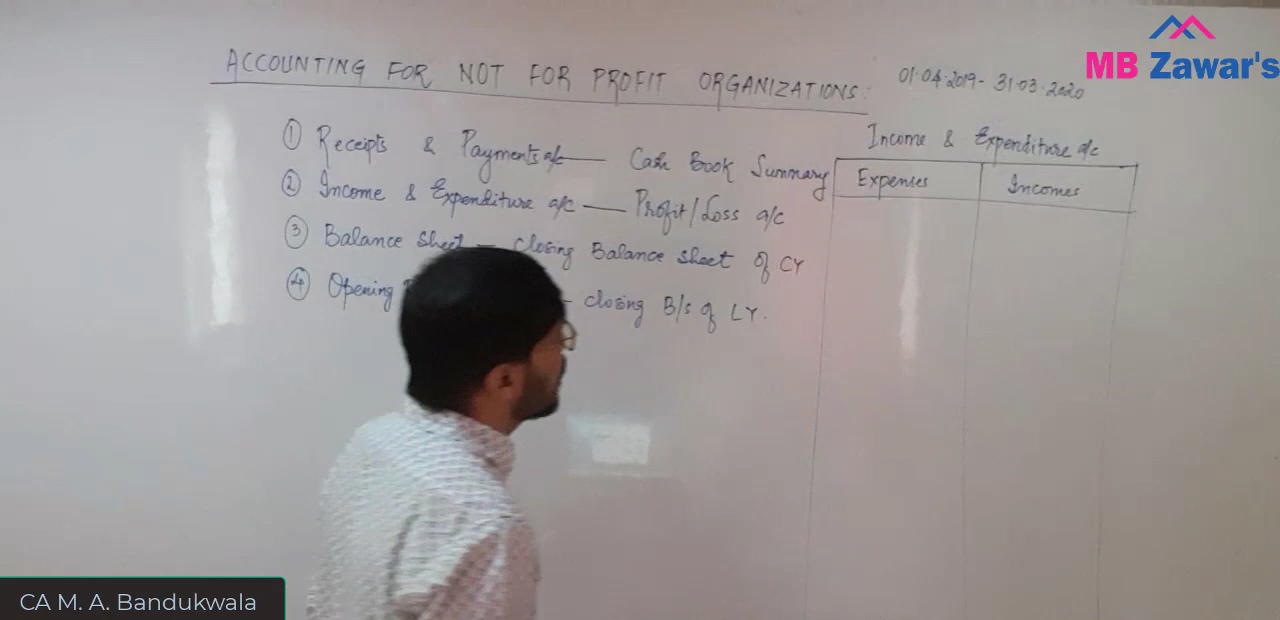 ACCOUNTING FOR NOT FOR PROFIT ORGANIZATIONS:
01.04.2019 - 31.03.2020
MB Zawar's
① Receipts & Payments a/c — Cash Book Summary
② Income & Expenditure a/c — Profit/Loss a/c
③ Balance Sheet — Closing Balance Sheet of CY
④ Opening — closing B/s of LY.
Income & Expenditure a/c
Expenses Incomes
CA M. A. Bandukwala